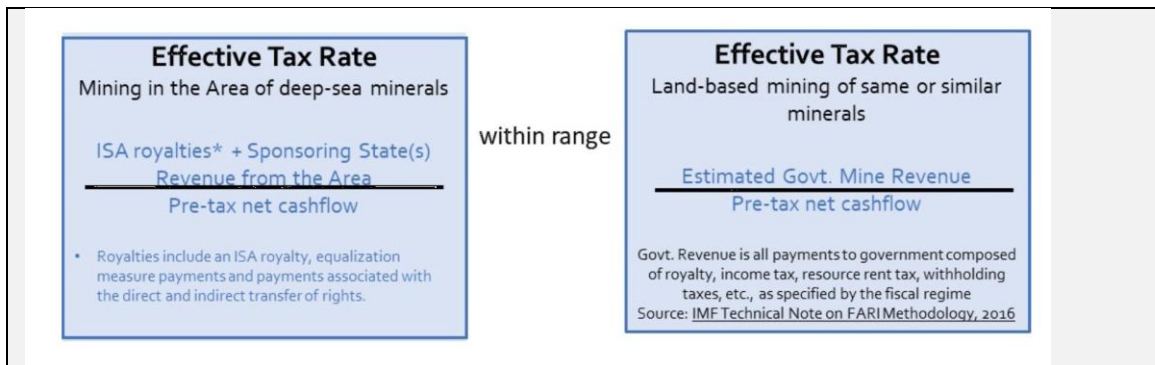 Effective Tax Rate
Mining in the Area of deep-sea minerals
ISA royalties* + Sponsoring State(s)
Revenue from the Area
Pre-tax net cashflow
• Royalties include an ISA royalty, equalization
measure payments and payments associated with
the direct and indirect transfer of rights.
within range
Effective Tax Rate
Land-based mining of same or similar
minerals
Estimated Govt. Mine Revenue
Pre-tax net cashflow
Govt. Revenue is all payments to government composed
of royalty, income tax, resource rent tax, withholding
taxes, etc., as specified by the fiscal regime
Source: IMF Technical Note on FARI Methodology, 2016